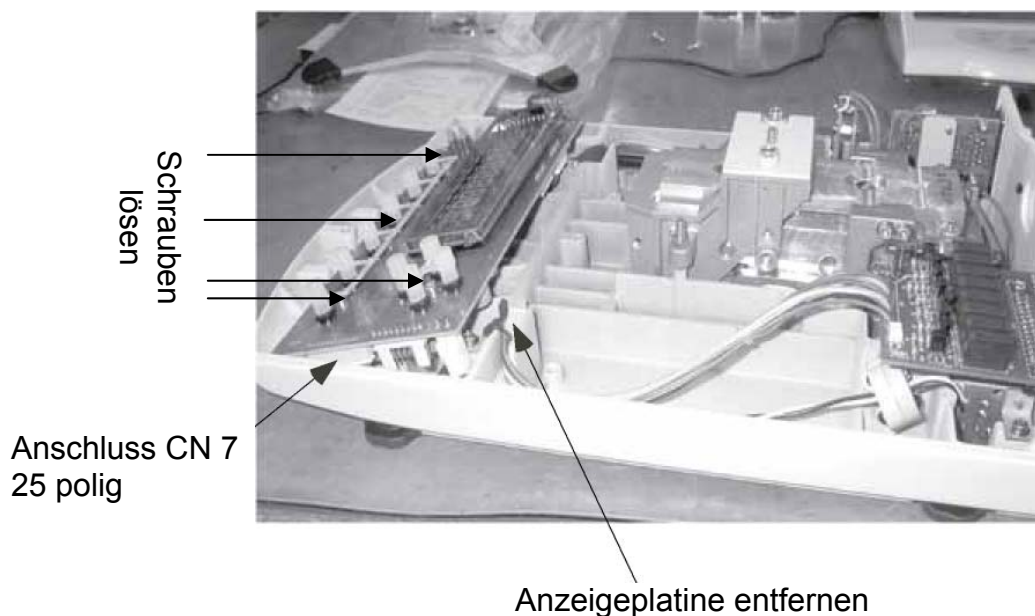 Schrauben
lösen
Anschluss CN 7
25 polig
Anzeigeplatine entfernen